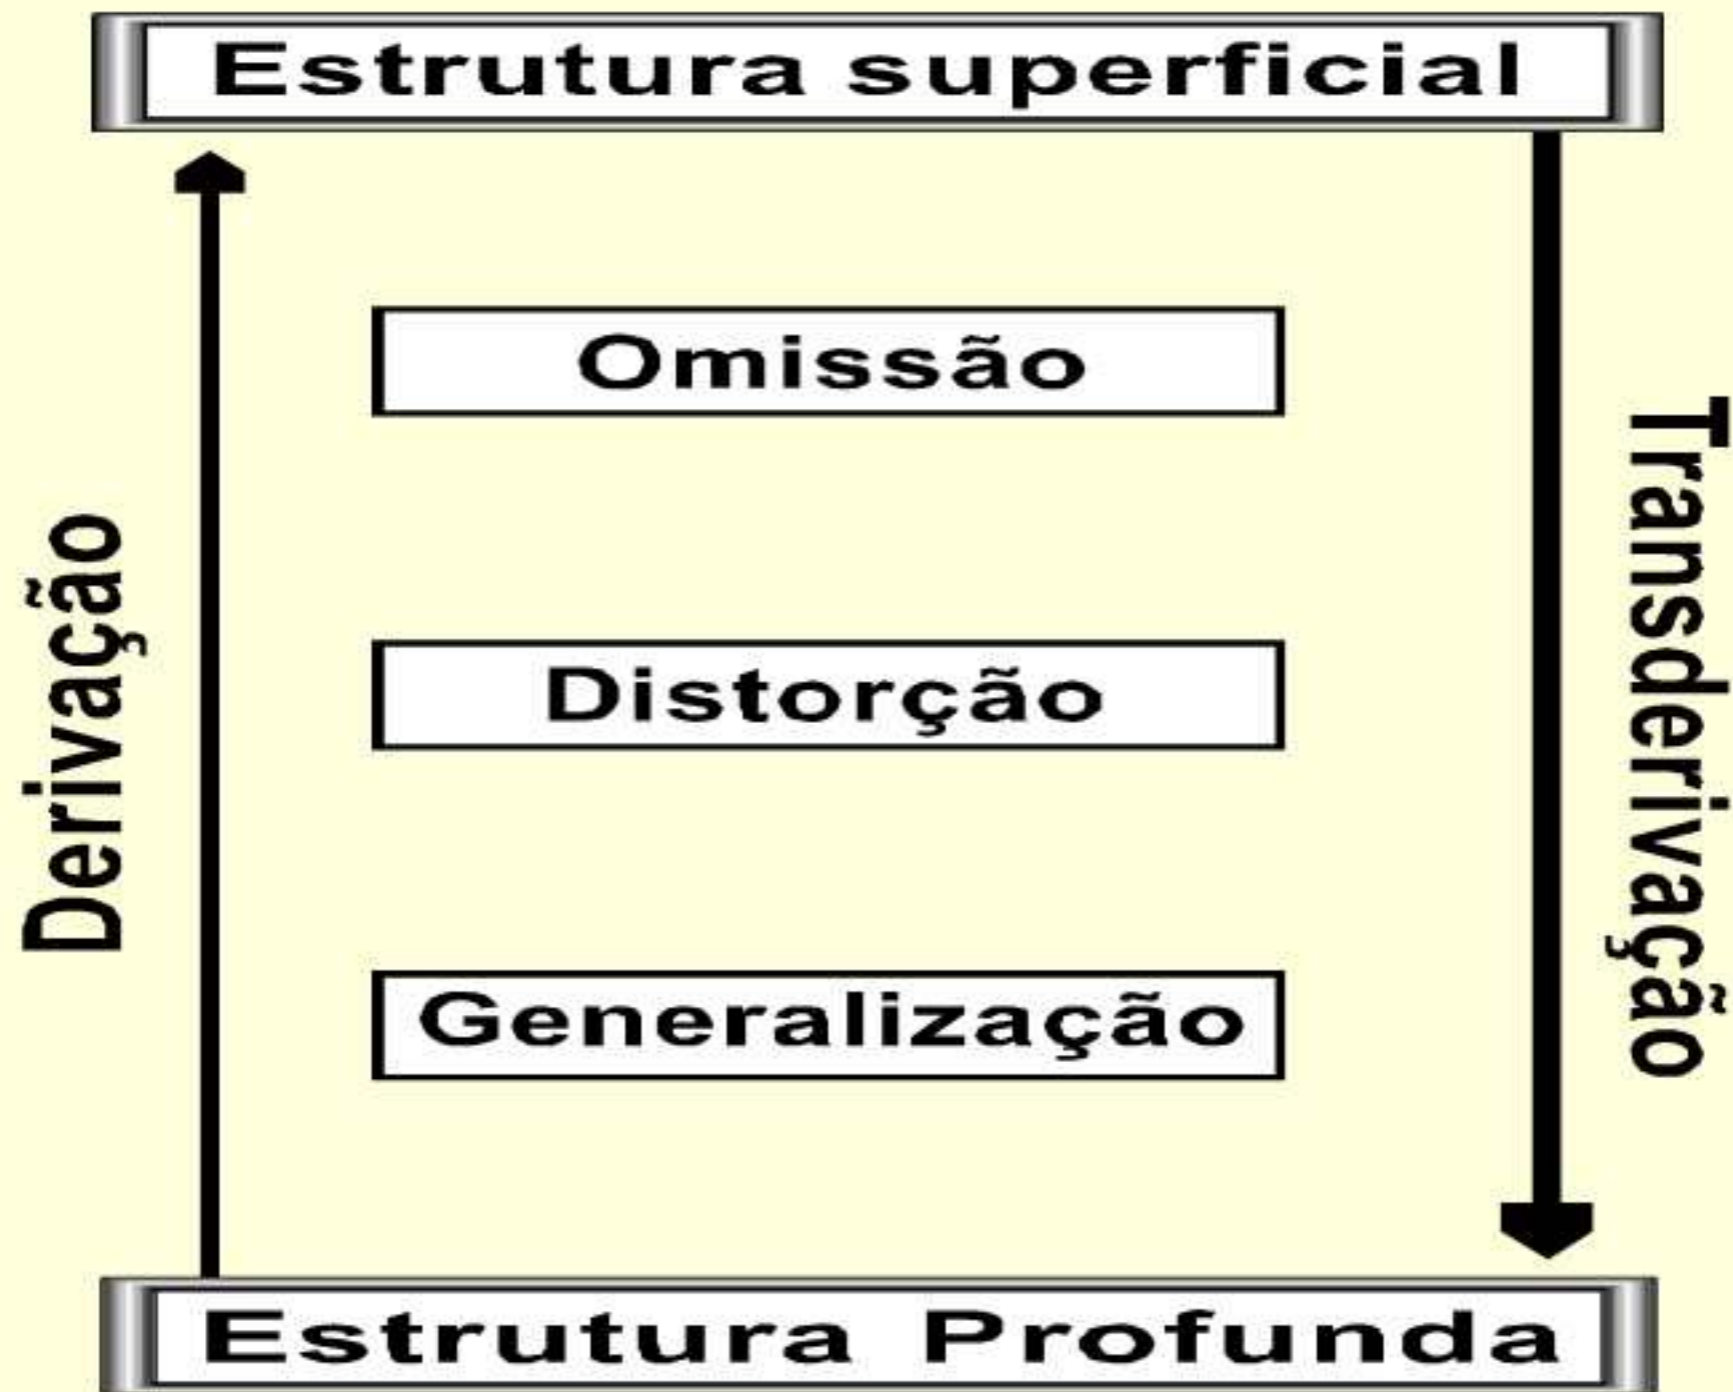 Estrutura superficial
Omissão
Derivação
Distorção
Transderivação
Generalização
Estrutura Profunda